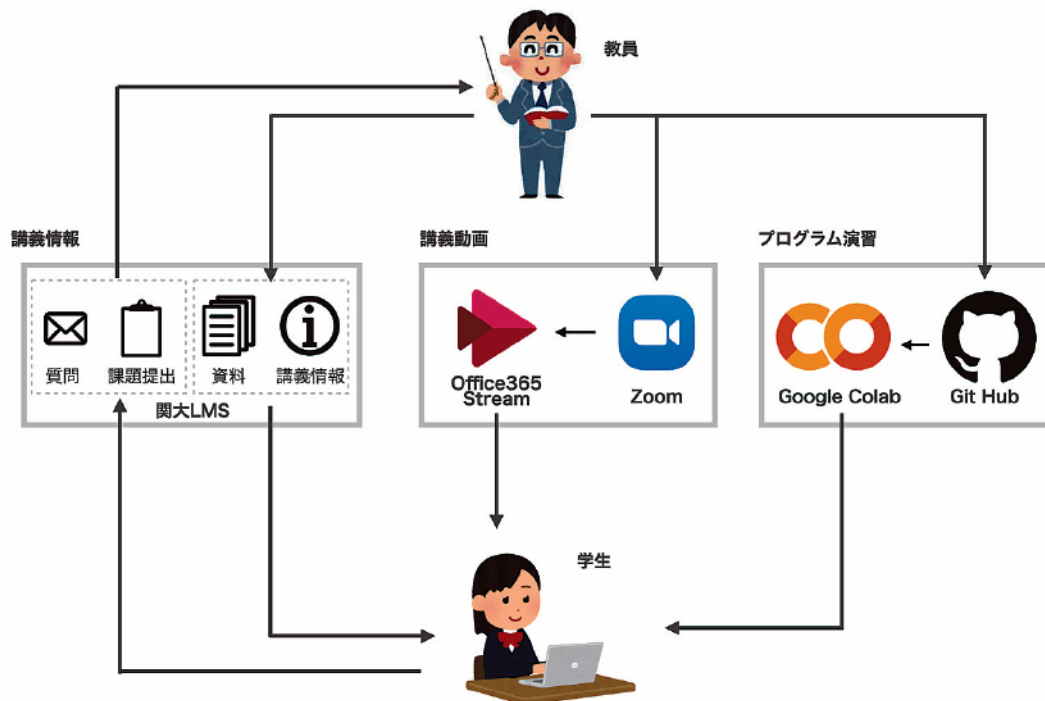 教員
講義情報
講義動画
プログラム演習
質問
課題提出
資料
講義情報
関大LMS
Office365
Stream
Zoom
Google Colab
Git Hub
学生